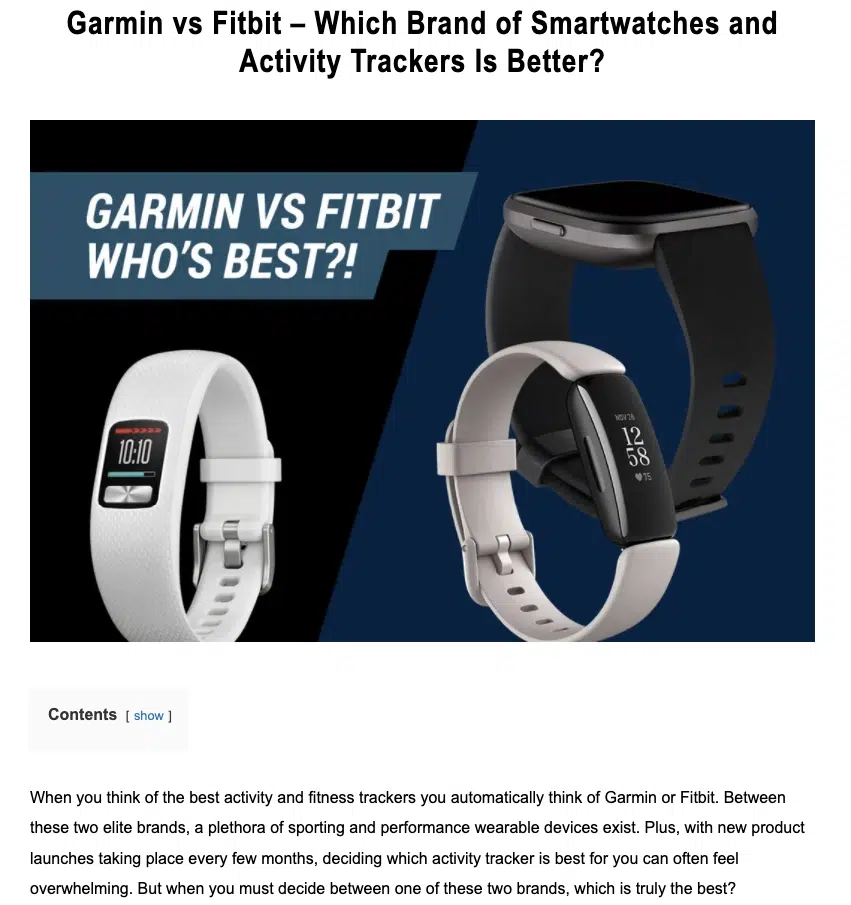 Garmin vs Fitbit – Which Brand of Smartwatches and
Activity Trackers Is Better?
GARMIN VS FITBIT
WHO'S BEST?!
10:10
NOV 26
12
58
75
Contents [ show ]
When you think of the best activity and fitness trackers you automatically think of Garmin or Fitbit. Between
these two elite brands, a plethora of sporting and performance wearable devices exist. Plus, with new product
launches taking place every few months, deciding which activity tracker is best for you can often feel
overwhelming. But when you must decide between one of these two brands, which is truly the best?